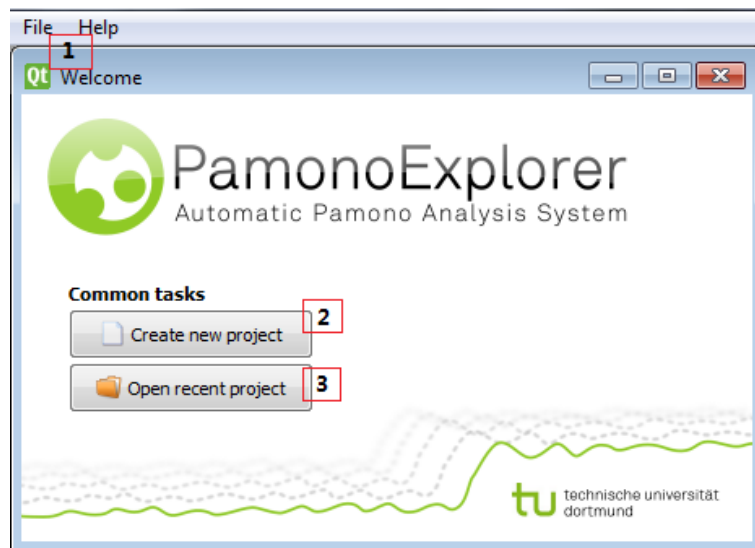 File Help
1
Qt Welcome
PamonoExplorer
Automatic Pamono Analysis System
Common tasks
Create new project 2
Open recent project 3
tu technische universität
dortmund